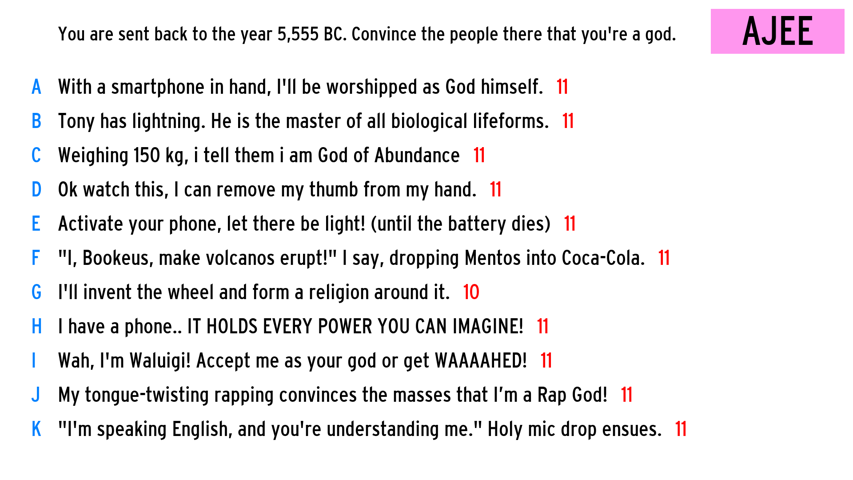 You are sent back to the year 5,555 BC. Convince the people there that you're a god.
AJEE
A With a smartphone in hand, I'll be worshipped as God himself. 11
B Tony has lightning. He is the master of all biological lifeforms. 11
C Weighing 150 kg, i tell them i am God of Abundance 11
D Ok watch this, I can remove my thumb from my hand. 11
E Activate your phone, let there be light! (until the battery dies) 11
F "I, Bookeus, make volcanos erupt!" I say, dropping Mentos into Coca-Cola. 11
G I'll invent the wheel and form a religion around it. 10
H I have a phone.. IT HOLDS EVERY POWER YOU CAN IMAGINE! 11
I Wah, I'm Waluigi! Accept me as your god or get WAAAAHED! 11
J My tongue-twisting rapping convinces the masses that I’m a Rap God! 11
K "I'm speaking English, and you're understanding me." Holy mic drop ensues. 11